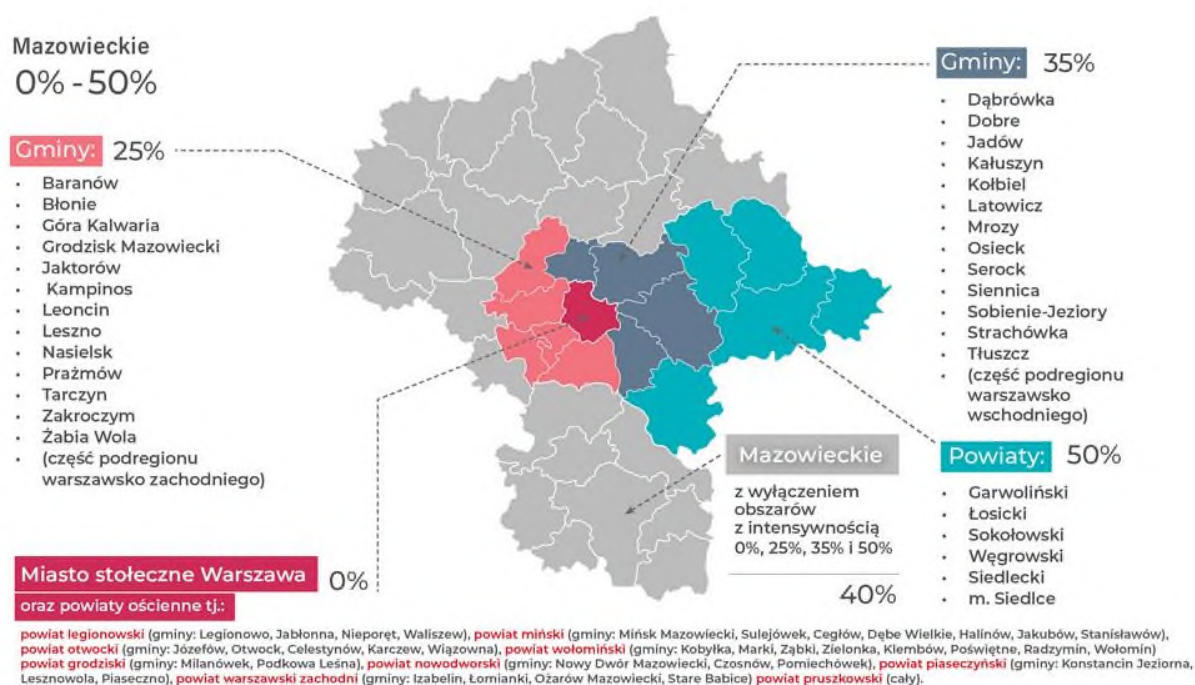 Mazowieckie
0% - 50%
Gminy: 25%
• Baranów
• Błonie
• Góra Kalwaria
• Grodzisk Mazowiecki
• Jaktorów
• Kampinos
• Leoncin
• Leszno
• Nasielsk
• Prażmów
• Tarczyn
• Zakroczym
• Żabia Wola
• (część podregionu
warszawsko zachodniego)
Gminy: 35%
• Dąbrówka
• Dobre
• Jadów
• Kałuszyn
• Kołbiel
• Latowicz
• Mrozy
• Osieck
• Serock
• Siennica
• Sobienie-Jeziory
• Strachówka
• Tłuszcz
• (część podregionu
warszawsko
wschodniego)
Mazowieckie
z wyłączeniem
obszarów
z intensywnością
0%, 25%, 35% i 50%
40%
Powiaty: 50%
• Garwoliński
• Łosicki
• Sokołowski
• Węgrowski
• Siedlecki
• m. Siedlce
Miasto stołeczne Warszawa 0%
oraz powiaty ościenne tj.:
powiat legionowski (gminy: Legionowo, Jabłonna, Nieporęt, Waliszew), powiat miński (gminy: Mińsk Mazowiecki, Sulejówek, Cegłów, Dębe Wielkie, Halinów, Jakubów, Stanisławów),
powiat otwocki (gminy: Józefów, Otwock, Celestynów, Karczew, Wiązowna), powiat wołomiński (gminy: Kobyłka, Marki, Ząbki, Zielonka, Klembów, Poświętne, Radzymin, Wołomin)
powiat grodziski (gminy: Milanówek, Podkowa Leśna), powiat nowodworski (gminy: Nowy Dwór Mazowiecki, Czosnów, Pomiechówek), powiat piaseczyński (gminy: Konstancin Jeziorna,
Lesznowola, Piaseczno), powiat warszawski zachodni (gminy: Izabelin, Łomianki, Ożarów Mazowiecki, Stare Babice) powiat pruszkowski (cały).